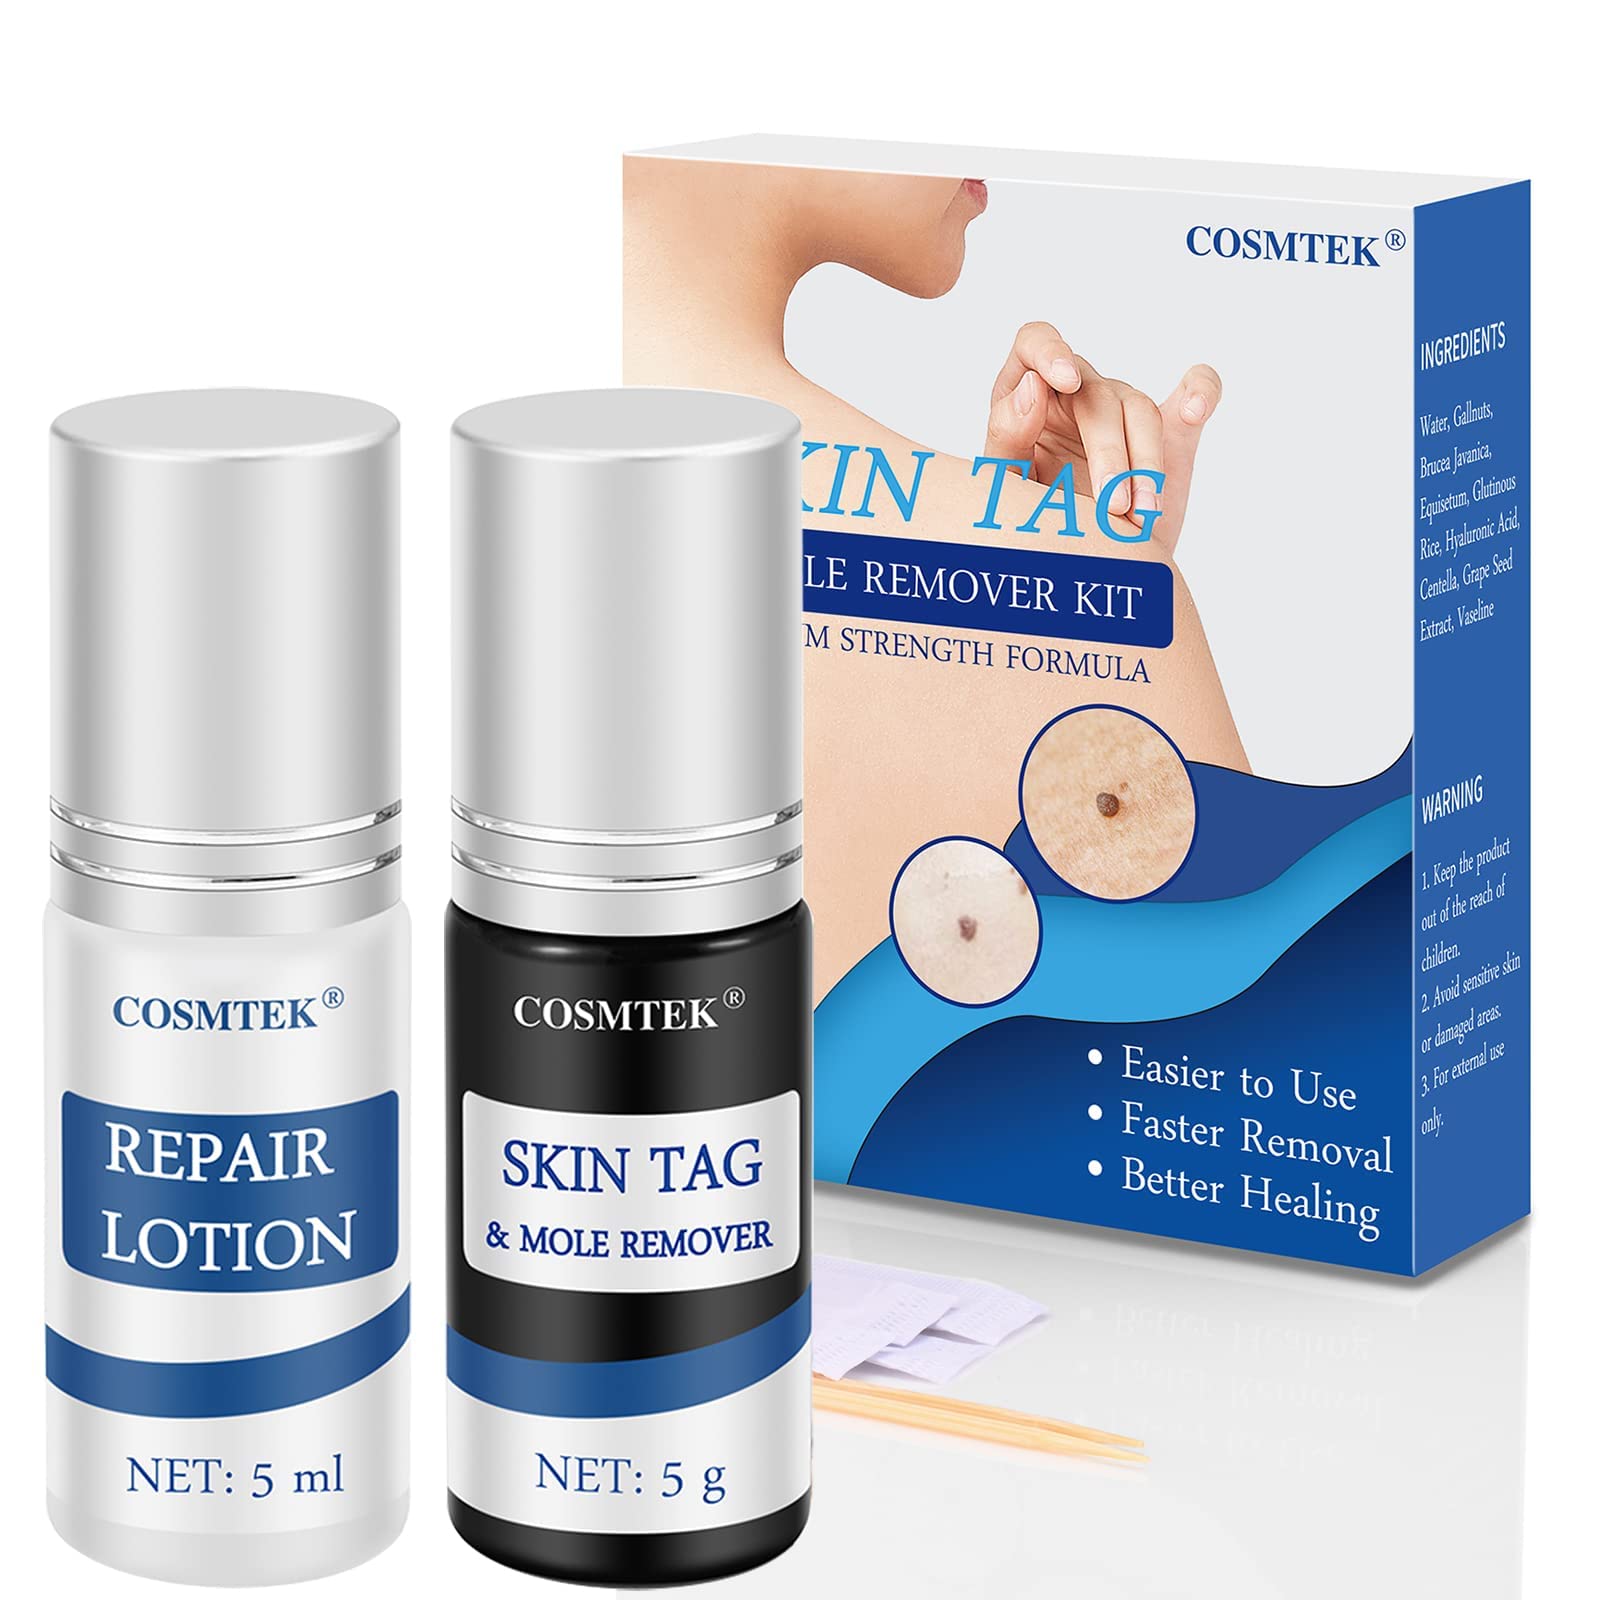 COSMTEK®
REPAIR
LOTION
NET: 5 ml
COSMTEK®
SKIN TAG
& MOLE REMOVER
NET: 5 g
COSMTEK®
TAG
REMOVER KIT
STRENGTH FORMULA
• Easier to Use
• Faster Removal
• Better Healing
INGREDIENTS
Water, Gallnuts,
Brucea Javanica,
Equisetum, Glutinous
Rice, Hyaluronic Acid,
Centella, Grape Seed
Extract, Vaseline
WARNING
1. Keep the product
out of the reach of
children.
2. Avoid sensitive skin
or damaged areas.
3. For external use
only.